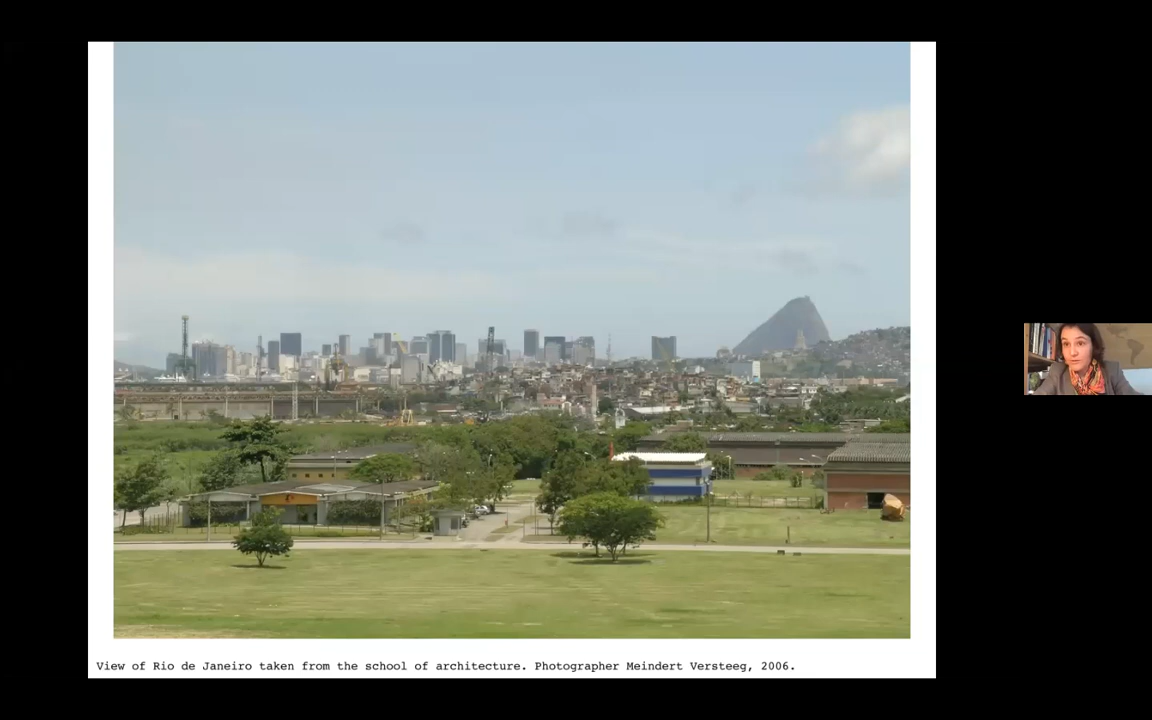 View of Rio de Janeiro taken from the school of architecture. Photographer Meindert Versteeg, 2006.